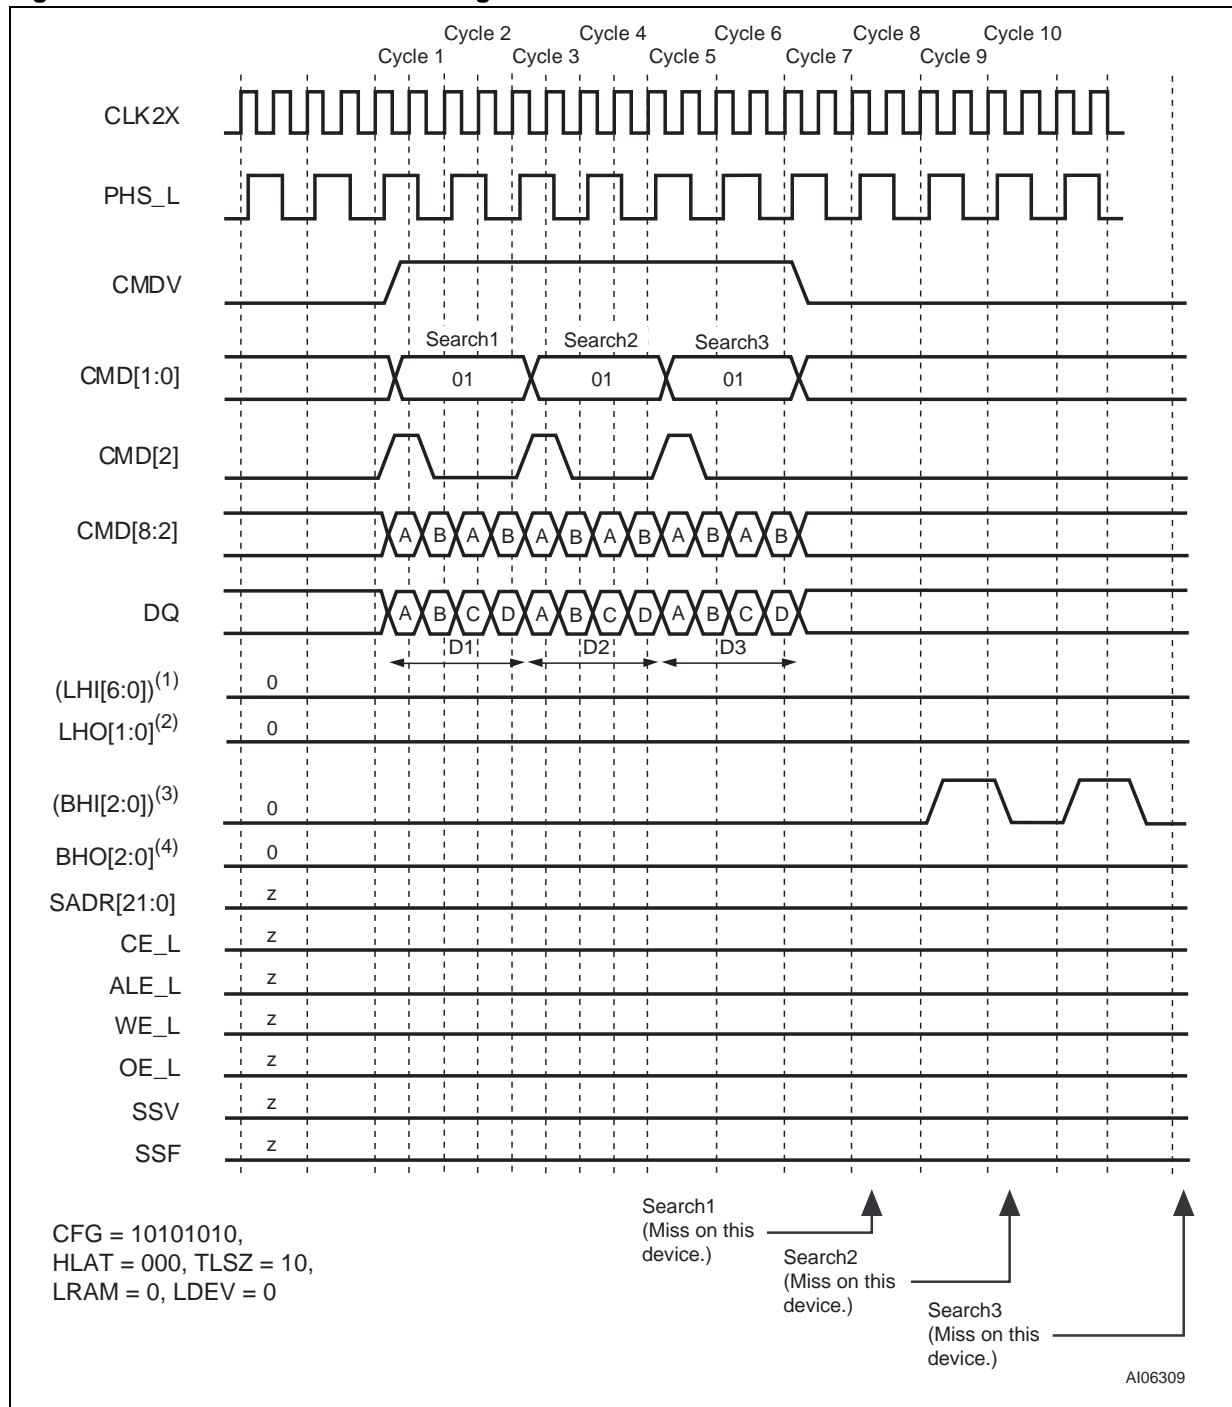 Cycle 2 Cycle 4 Cycle 6 Cycle 8 Cycle 10
Cycle 1 Cycle 3 Cycle 5 Cycle 7 Cycle 9
CLK2X
PHS_L
CMDV
Search1 Search2 Search3
CMD[1:0] 01 01 01
CMD[2]
CMD[8:2] A B A B A B A B A B A B
DQ A B C D A B C D A B C D
D1 D2 D3
(LHI[6:0])(1) 0
LHO[1:0](2) 0
(BHI[2:0])(3) 0
BHO[2:0](4) 0
SADR[21:0] z
CE_L z
ALE_L z
WE_L z
OE_L z
SSV z
SSF z
CFG = 10101010,
HLAT = 000, TLSZ = 10,
LRAM = 0, LDEV = 0
Search1
(Miss on this
device.)
Search2
(Miss on this
device.)
Search3
(Miss on this
device.)
AI06309